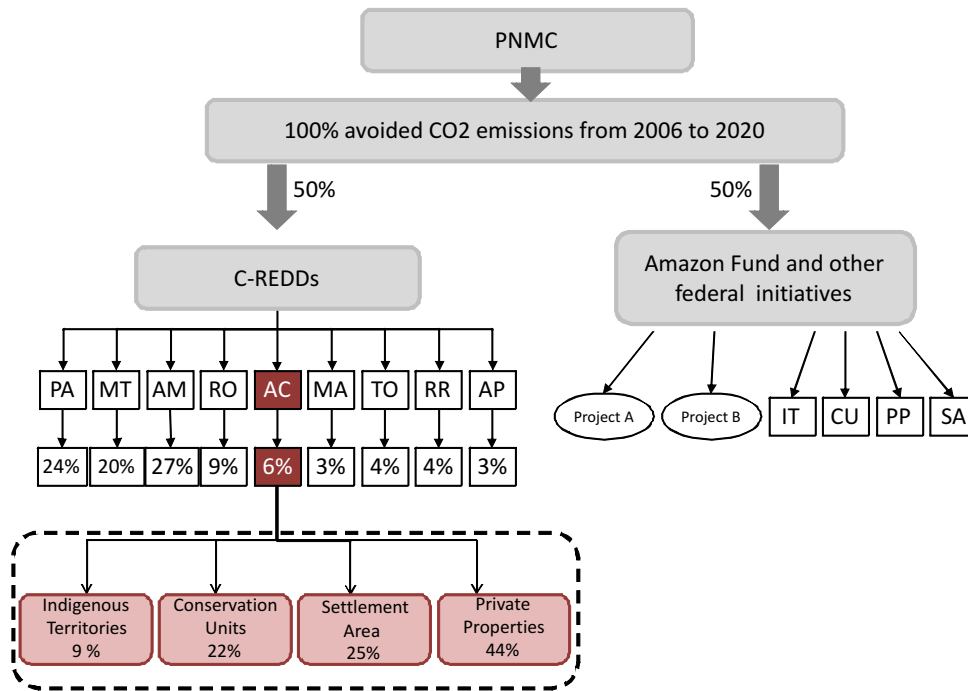 PNMC
100% avoided CO2 emissions from 2006 to 2020
50%
50%
C-REDDs
Amazon Fund and other
federal initiatives
PA MT AM RO AC MA TO RR AP
Project A Project B IT CU PP SA
24% 20% 27% 9% 6% 3% 4% 4% 3%
Indigenous
Territories
9 %
Conservation
Units
22%
Settlement
Area
25%
Private
Properties
44%